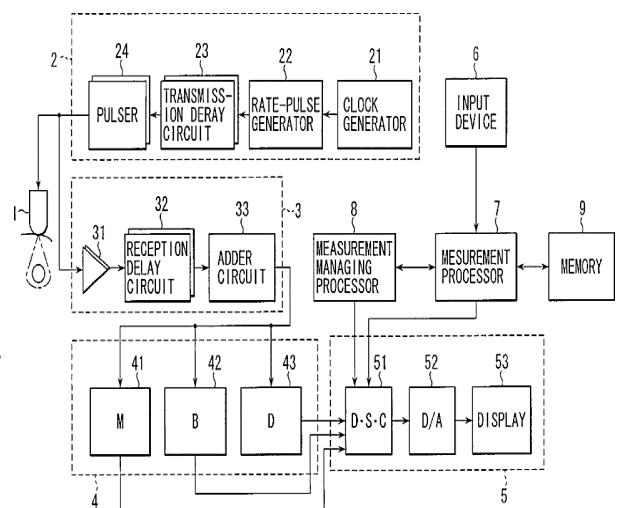 2
24
23
22
21
6
PULSER
TRANSMISS-
ION DERAY
CIRCUIT
RATE-PULSE
GENERATOR
CLOCK
GENERATOR
INPUT
DEVICE
1
31
32
33
3
8
7
9
RECEPTION
DELAY
CIRCUIT
ADDER
CIRCUIT
MEASUREMENT
MANAGING
PROCESSOR
MESUREMENT
PROCESSOR
MEMORY
41
42
43
51
52
53
M
B
D
D·S·C
D/A
DISPLAY
4
5